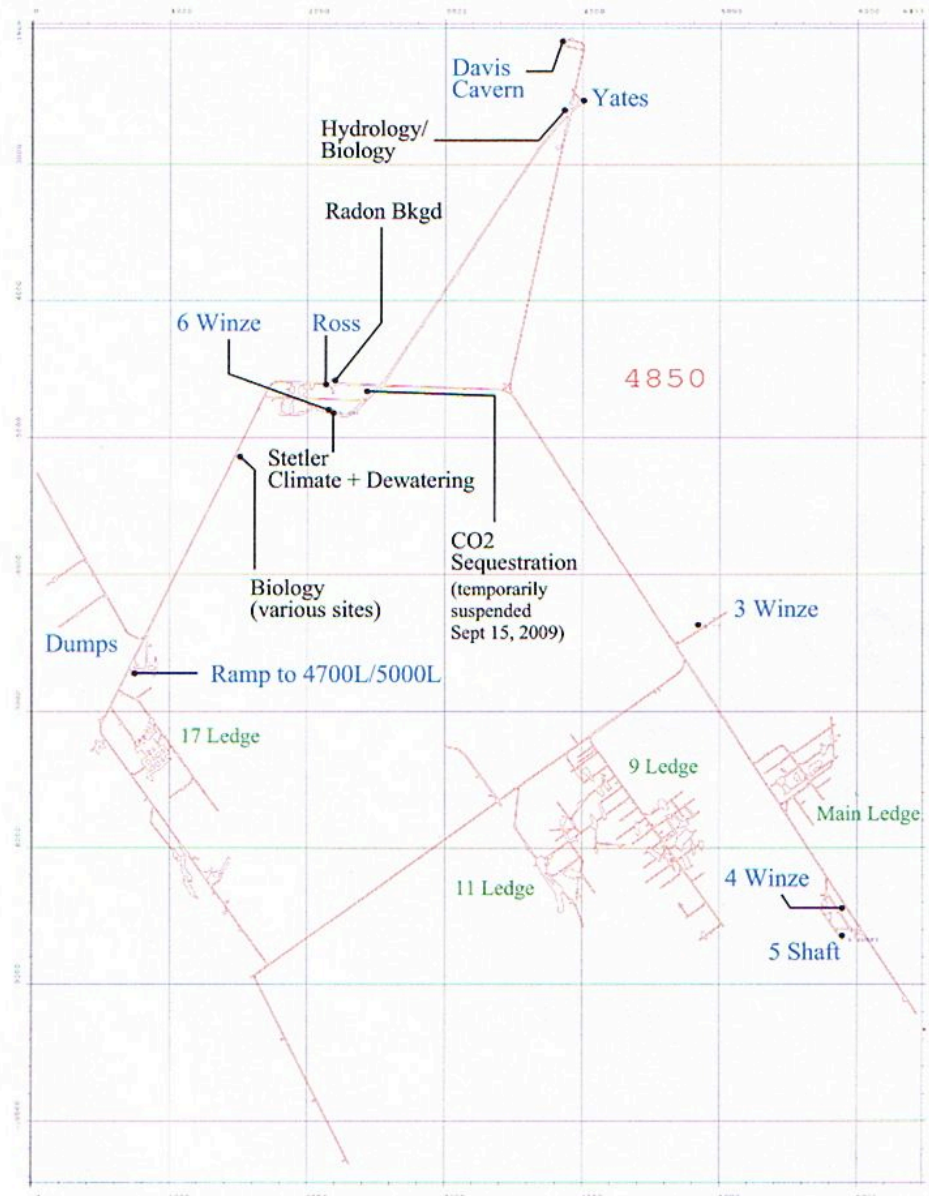 Davis
Cavern
Yates
Hydrology/
Biology
Radon Bkgd
6 Winze
Ross
4850
Stetler
Climate + Dewatering
CO2
Sequestration
(temporarily
suspended
Sept 15, 2009)
Biology
(various sites)
3 Winze
Dumps
Ramp to 4700L/5000L
17 Ledge
9 Ledge
Main Ledge
11 Ledge
4 Winze
5 Shaft